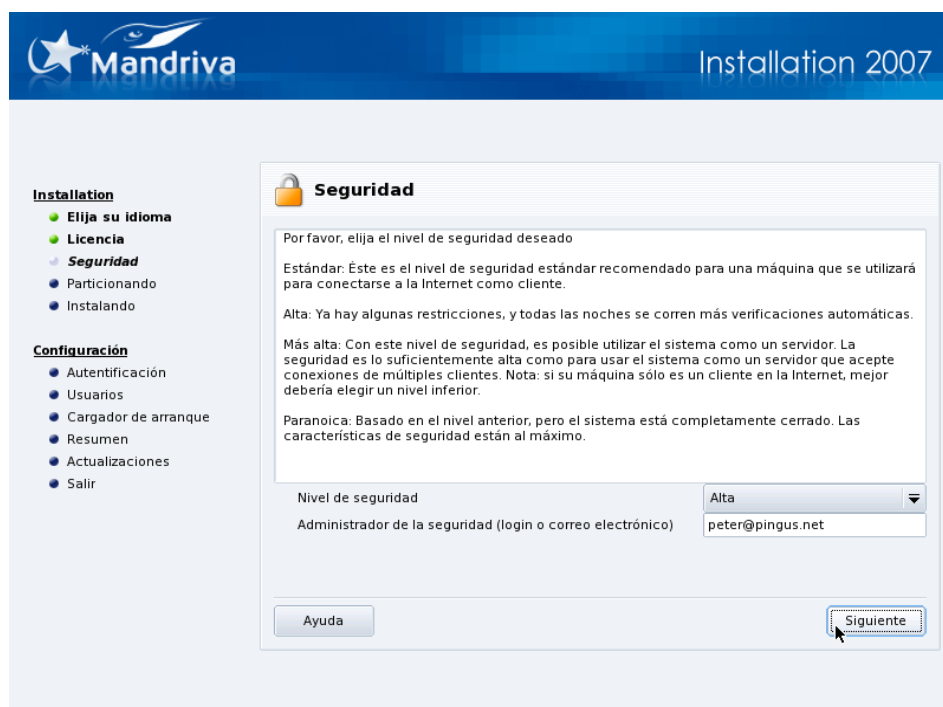 Mandriva
Installation 2007
Installation
Elija su idioma
Licencia
Seguridad
Particionando
Instalando
Configuración
Autentificación
Usuarios
Cargador de arranque
Resumen
Actualizaciones
Salir
Seguridad
Por favor, elija el nivel de seguridad deseado
Estándar: Éste es el nivel de seguridad estándar recomendado para una máquina que se utilizará
para conectarse a la Internet como cliente.
Alta: Ya hay algunas restricciones, y todas las noches se corren más verificaciones automáticas.
Más alta: Con este nivel de seguridad, es posible utilizar el sistema como un servidor. La
seguridad es lo suficientemente alta como para usar el sistema como un servidor que acepte
conexiones de múltiples clientes. Nota: si su máquina sólo es un cliente en la Internet, mejor
debería elegir un nivel inferior.
Paranoica: Basado en el nivel anterior, pero el sistema está completamente cerrado. Las
características de seguridad están al máximo.
Nivel de seguridad
Alta
Administrador de la seguridad (login o correo electrónico)
peter@pingus.net
Ayuda
Siguiente